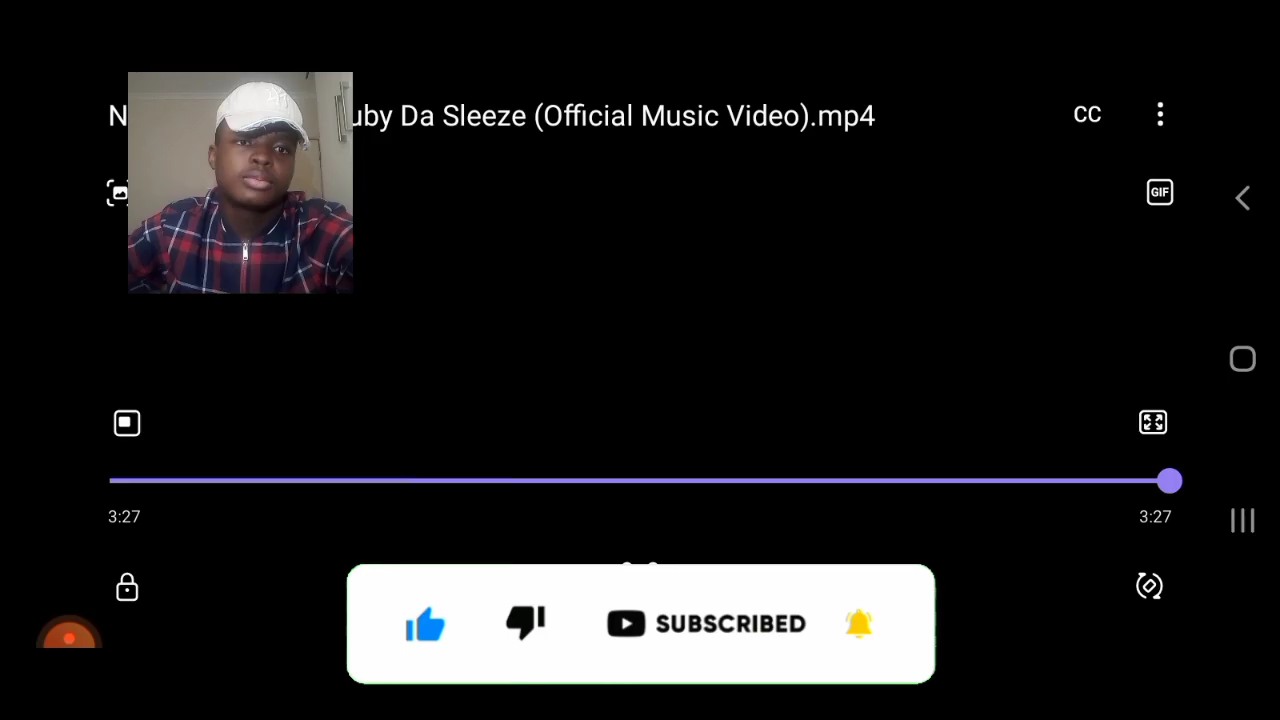 N uby Da Sleeze (Official Music Video).mp4
CC
GIF
3:27
3:27
SUBSCRIBED